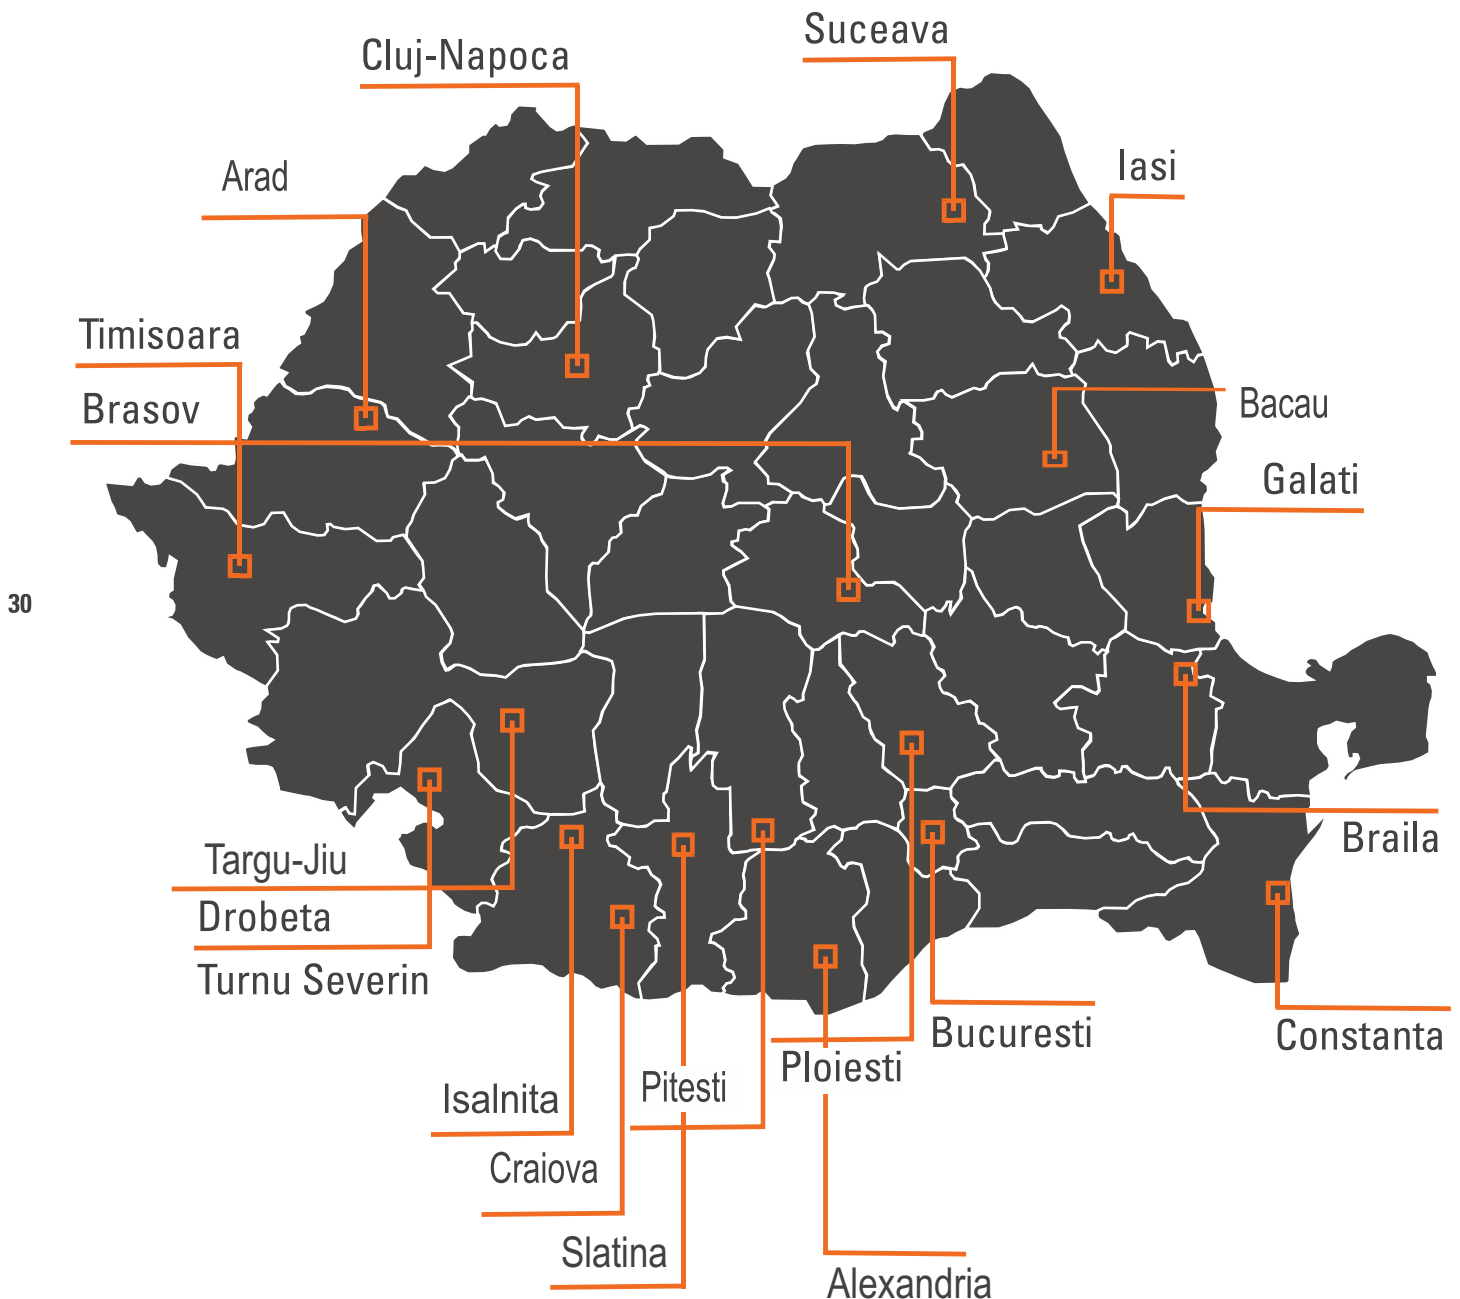 Suceava
Cluj-Napoca
Iasi
Arad
Timisoara
Brasov
Bacau
Galati
30
Braila
Targu-Jiu
Drobeta
Turnu Severin
Bucuresti
Constanta
Ploiesti
Pitesti
Isalnita
Craiova
Slatina
Alexandria